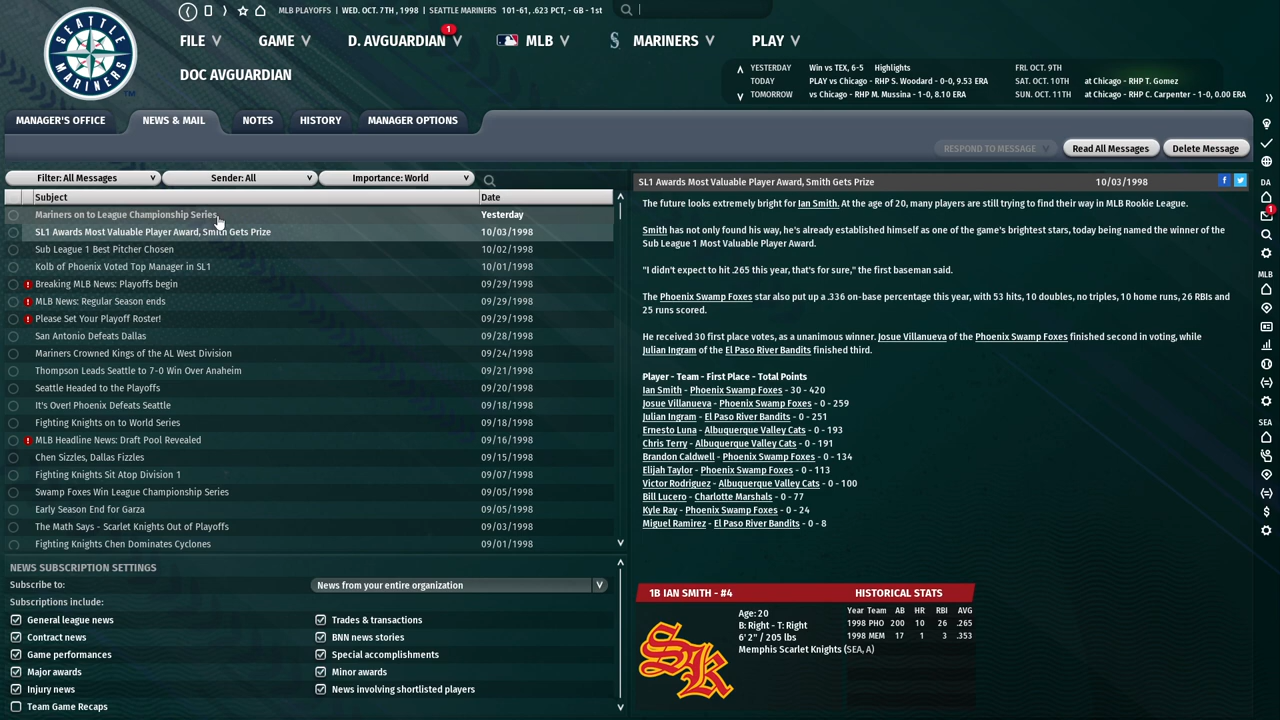 SEATTLE MARINERS
MLB PLAYOFFS | WED. OCT. 7TH , 1998 | SEATTLE MARINERS 101-61, .623 PCT, - GB - 1st
FILE GAME D. AVGUARDIAN 1 MLB MARINERS PLAY
DOC AVGUARDIAN
YESTERDAY Win vs TEX, 6-5 Highlights FRI. OCT. 9TH
TODAY PLAY vs Chicago - RHP S. Woodard - 0-0, 9.53 ERA SAT. OCT. 10TH at Chicago - RHP T. Gomez
TOMORROW vs Chicago - RHP M. Mussina - 1-0, 8.10 ERA SUN. OCT. 11TH at Chicago - RHP C. Carpenter - 1-0, 0.00 ERA
MANAGER'S OFFICE NEWS & MAIL NOTES HISTORY MANAGER OPTIONS
RESPOND TO MESSAGE Read All Messages Delete Message
Filter: All Messages Sender: All Importance: World
Subject Date
Mariners on to League Championship Series Yesterday
SL1 Awards Most Valuable Player Award, Smith Gets Prize 10/03/1998
Sub League 1 Best Pitcher Chosen 10/02/1998
Kolb of Phoenix Voted Top Manager in SL1 10/01/1998
Breaking MLB News: Playoffs begin 09/29/1998
MLB News: Regular Season ends 09/29/1998
Please Set Your Playoff Roster! 09/29/1998
San Antonio Defeats Dallas 09/28/1998
Mariners Crowned Kings of the AL West Division 09/24/1998
Thompson Leads Seattle to 7-0 Win Over Anaheim 09/21/1998
Seattle Headed to the Playoffs 09/20/1998
It's Over! Phoenix Defeats Seattle 09/18/1998
Fighting Knights on to World Series 09/18/1998
MLB Headline News: Draft Pool Revealed 09/16/1998
Chen Sizzles, Dallas Fizzles 09/15/1998
Fighting Knights Sit Atop Division 1 09/07/1998
Swamp Foxes Win League Championship Series 09/05/1998
Early Season End for Garza 09/05/1998
The Math Says - Scarlet Knights Out of Playoffs 09/03/1998
Fighting Knights Chen Dominates Cyclones 09/01/1998
NEWS SUBSCRIPTION SETTINGS
Subscribe to: News from your entire organization
Subscriptions include:
General league news Trades & transactions
Contract news BNN news stories
Game performances Special accomplishments
Major awards Minor awards
Injury news News involving shortlisted players
Team Game Recaps
SL1 Awards Most Valuable Player Award, Smith Gets Prize 10/03/1998
The future looks extremely bright for Ian Smith. At the age of 20, many players are still trying to find their way in MLB Rookie League.
Smith has not only found his way, he's already established himself as one of the game's brightest stars, today being named the winner of the
Sub League 1 Most Valuable Player Award.
"I didn't expect to hit .265 this year, that's for sure," the first baseman said.
The Phoenix Swamp Foxes star also put up a .336 on-base percentage this year, with 53 hits, 10 doubles, no triples, 10 home runs, 26 RBIs and
25 runs scored.
He received 30 first place votes, as a unanimous winner. Josue Villanueva of the Phoenix Swamp Foxes finished second in voting, while
Julian Ingram of the El Paso River Bandits finished third.
Player - Team - First Place - Total Points
Ian Smith - Phoenix Swamp Foxes - 30 - 420
Josue Villanueva - Phoenix Swamp Foxes - 0 - 259
Julian Ingram - El Paso River Bandits - 0 - 251
Ernesto Luna - Albuquerque Valley Cats - 0 - 193
Chris Terry - Albuquerque Valley Cats - 0 - 191
Brandon Caldwell - Phoenix Swamp Foxes - 0 - 134
Elijah Taylor - Phoenix Swamp Foxes - 0 - 113
Victor Rodriguez - Albuquerque Valley Cats - 0 - 100
Bill Lucero - Charlotte Marshals - 0 - 77
Kyle Ray - Phoenix Swamp Foxes - 0 - 24
Miguel Ramirez - El Paso River Bandits - 0 - 8
1B IAN SMITH - #4 HISTORICAL STATS
Age: 20
B: Right - T: Right
6' 2" / 205 lbs
Memphis Scarlet Knights (SEA, A)
Year Team AB HR RBI AVG
1998 PHO 200 10 26 .265
1998 MEM 17 1 3 .353
SK
DA
1
MLB
SEA